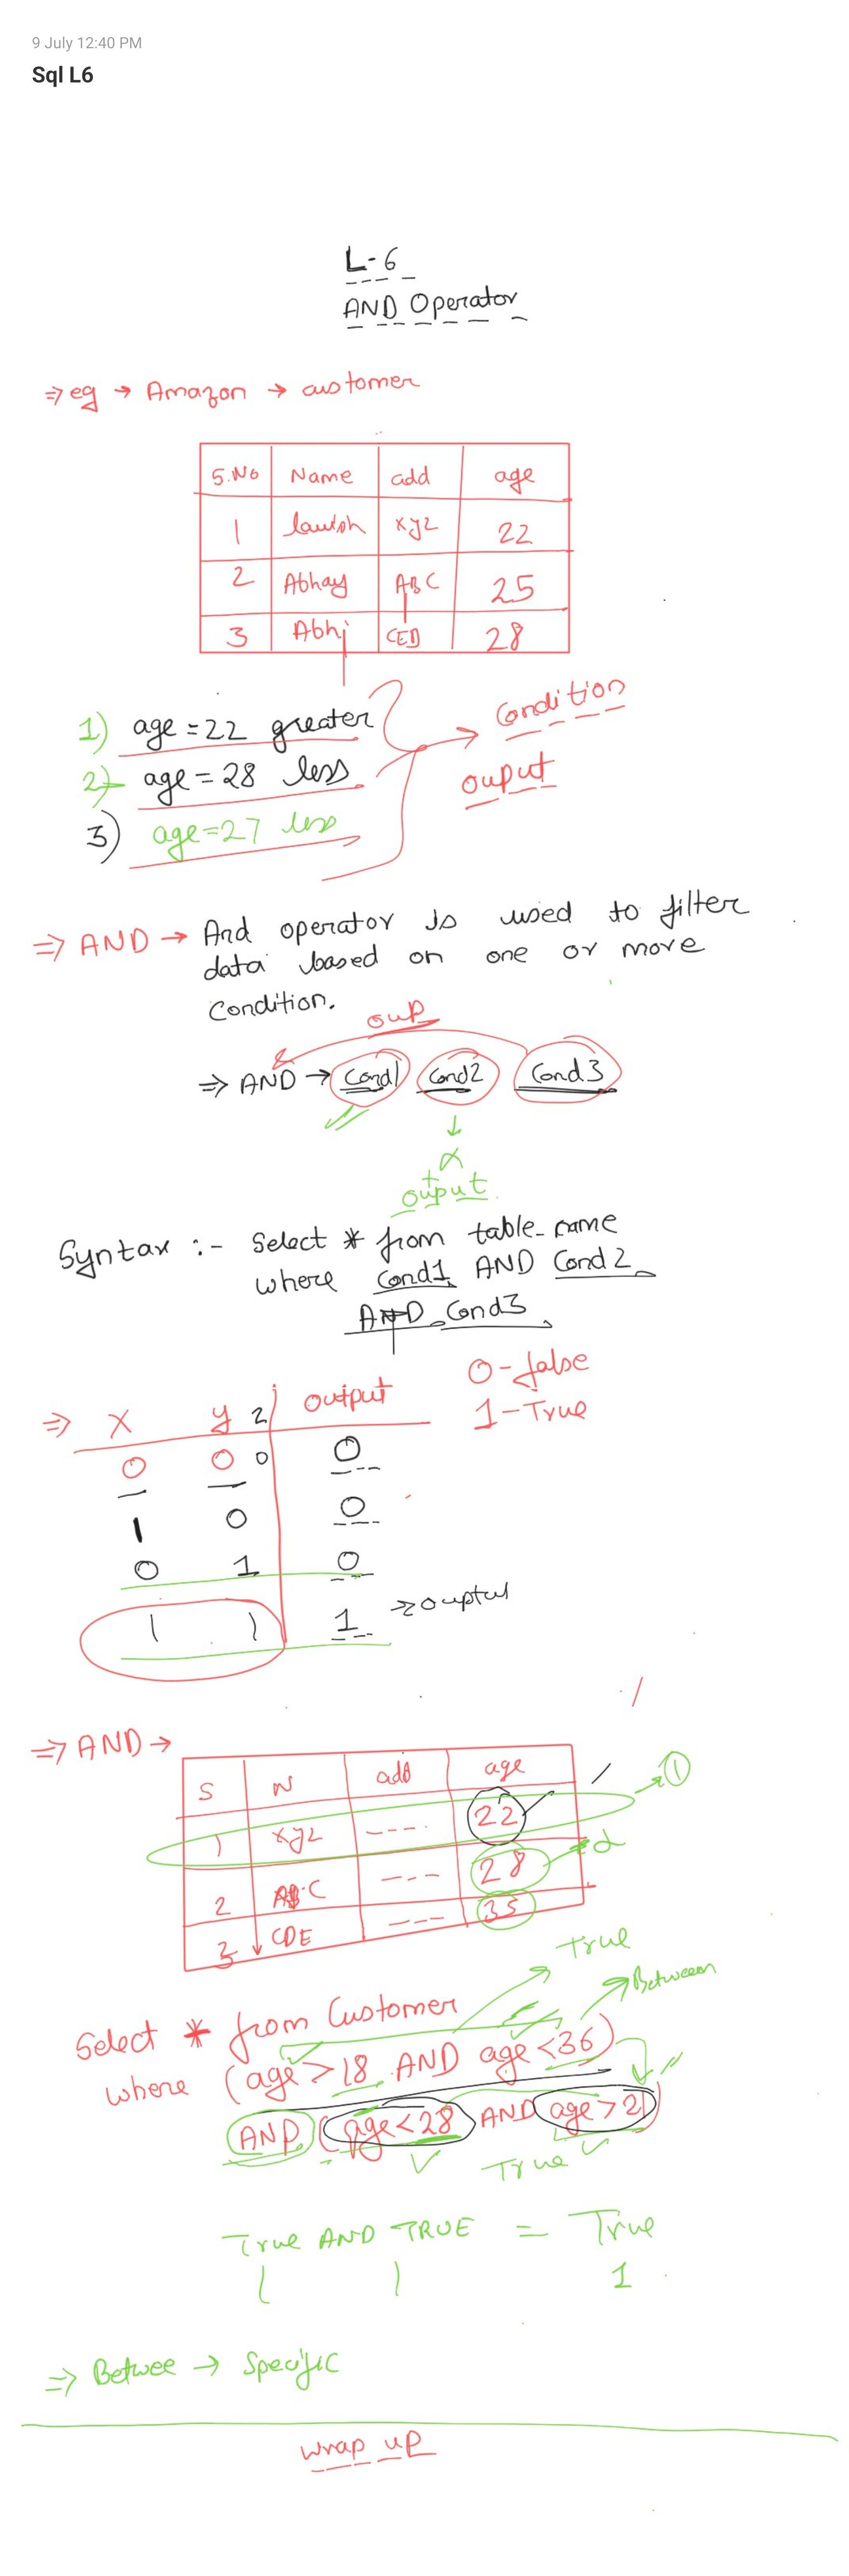 9 July 12:40 PM
Sql L6
L-6
AND Operator
⇒ eg → Amazon → customer
S.No Name add age
1 xyz 22
2 Abhay ABC 25
3 Abhi CED 28
1) age = 22 greater
Condition
2) age = 28 less
ouput
3) age=27 less
⇒ AND → And operator is used to filter
data based on one or more
Condition.
oup
⇒ AND → Cond1 Cond2 Cond3
ouput
Syntax :- Select * from table_name
where Cond1 AND Cond2
AND Cond3
0-false
1-True
⇒ X y z output
0 0 0 0
1 0 0
0 1 0
1 1 1 ouptut
⇒ AND →
S N add age
1 xyz ---- 22 ①
2 ABC ---- 28
3 CDE --- 35
True
Between
Select * from Customer
where (age>18 AND age<36)
AND (age<28 AND age>21)
True
True AND TRUE = True
1 1 1
⇒ Betwee → Specific
wrap up